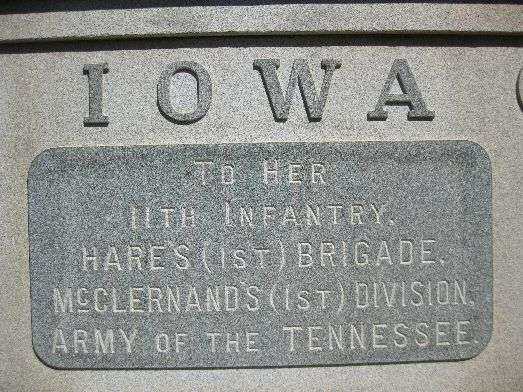 IOWA
TO HER
11TH INFANTRY,
HARE'S (1ST) BRIGADE,
McCLERNAND'S (1ST) DIVISION,
ARMY OF THE TENNESSEE.